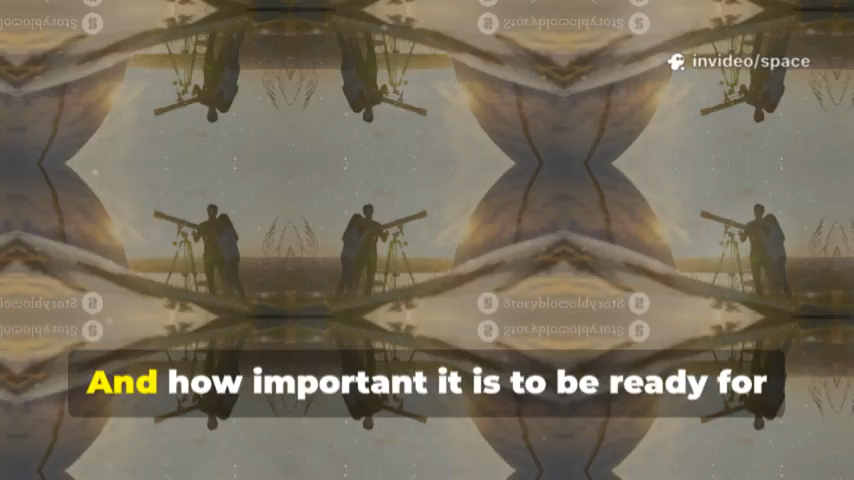 invideo/space
And how important it is to be ready for